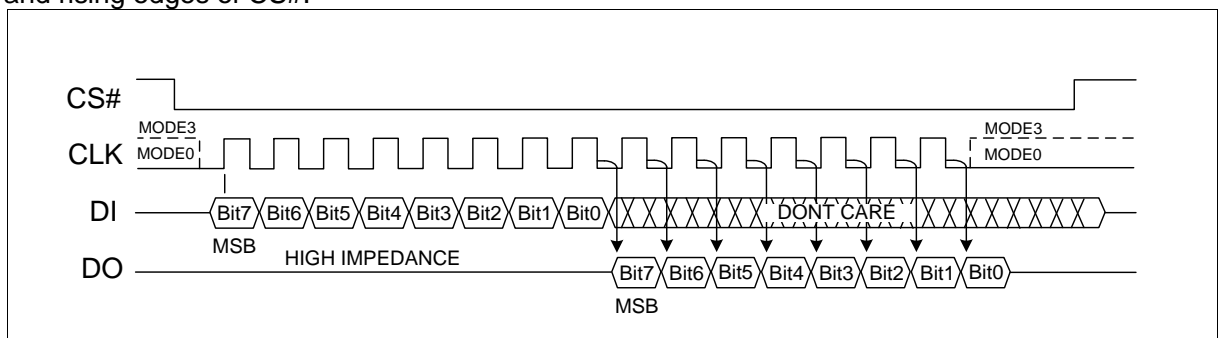 and rising edges of CS#.
CS#
MODE3 MODE3
CLK MODE0 MODE0
DI Bit7 Bit6 Bit5 Bit4 Bit3 Bit2 Bit1 Bit0 DONT CARE
MSB
HIGH IMPEDANCE
DO Bit7 Bit6 Bit5 Bit4 Bit3 Bit2 Bit1 Bit0
MSB